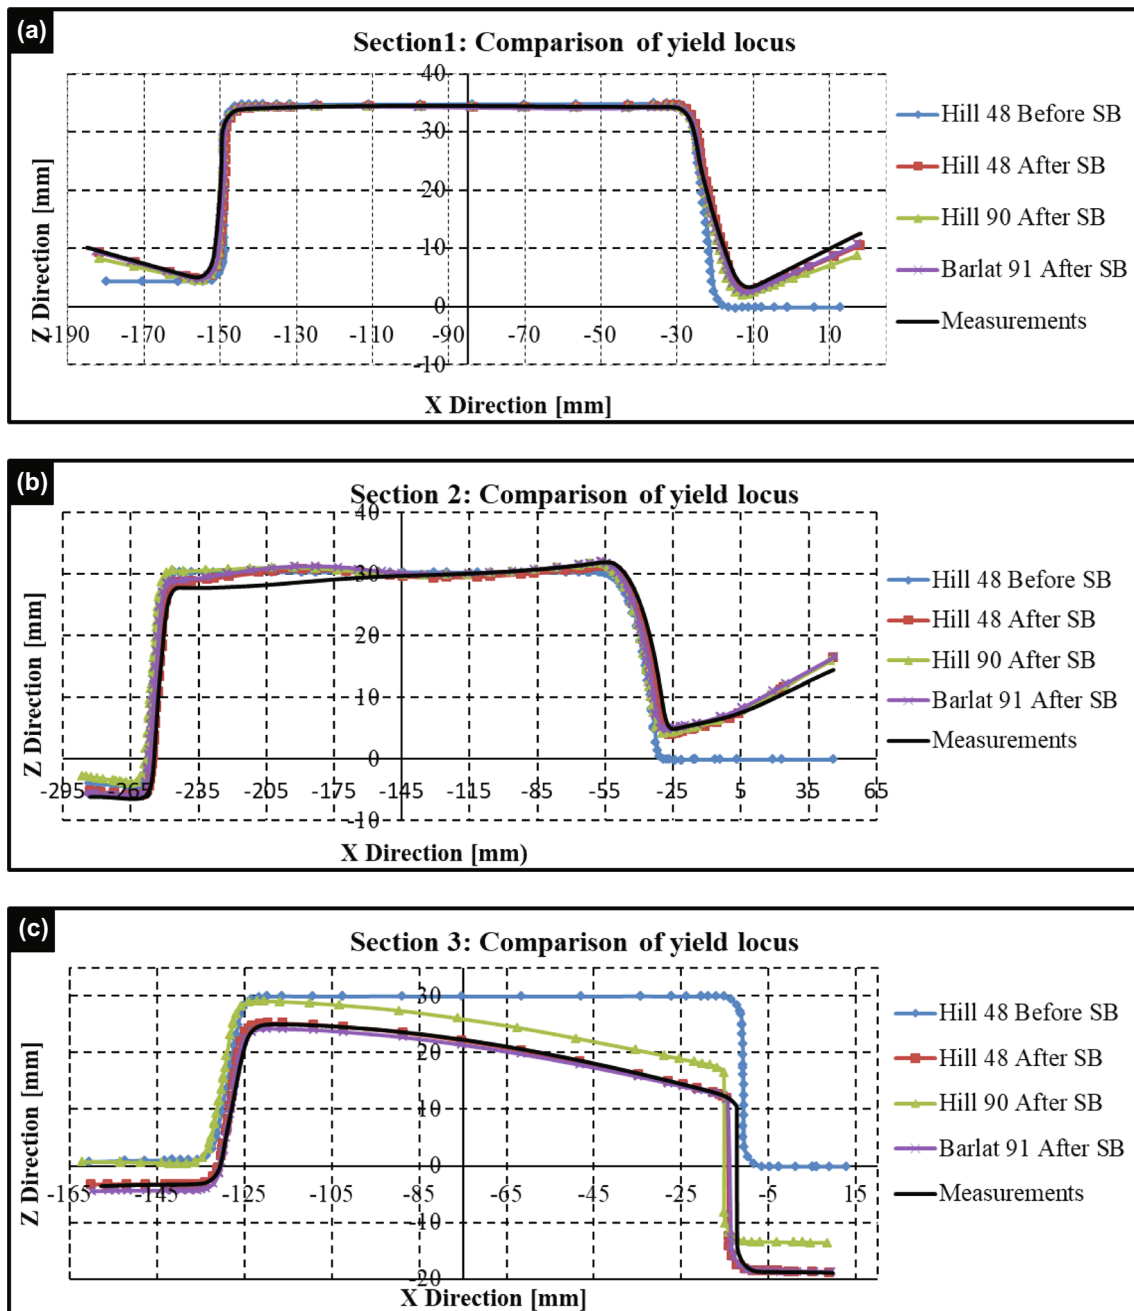 (a)
Section1: Comparison of yield locus
Z Direction [mm]
40
30
20
10
0
-10
-190 -170 -150 -130 -110 -90 -70 -50 -30 -10 10
X Direction [mm]
Hill 48 Before SB
Hill 48 After SB
Hill 90 After SB
Barlat 91 After SB
Measurements
(b)
Section 2: Comparison of yield locus
Z Direction [mm]
40
30
20
10
0
-10
-295 -265 -235 -205 -175 -145 -115 -85 -55 -25 5 35 65
X Direction [mm)
Hill 48 Before SB
Hill 48 After SB
Hill 90 After SB
Barlat 91 After SB
Measurements
(c)
Section 3: Comparison of yield locus
Z Direction [mm]
30
20
10
0
-10
-20
-165 -145 -125 -105 -85 -65 -45 -25 -5 15
X Direction [mm]
Hill 48 Before SB
Hill 48 After SB
Hill 90 After SB
Barlat 91 After SB
Measurements